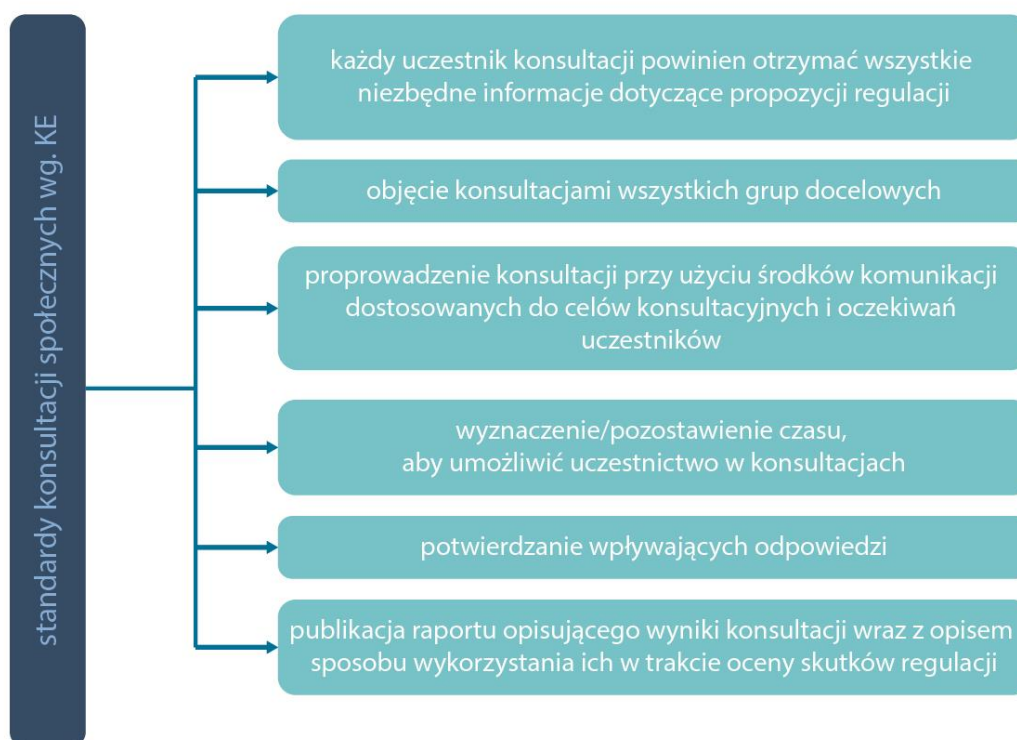 standardy konsultacji społecznych wg. KE
każdy uczestnik konsultacji powinien otrzymać wszystkie
niezbędne informacje dotyczące propozycji regulacji
objęcie konsultacjami wszystkich grup docelowych
proprowadzenie konsultacji przy użyciu środków komunikacji
dostosowanych do celów konsultacyjnych i oczekiwań
uczestników
wyznaczenie/pozostawienie czasu,
aby umożliwić uczestnictwo w konsultacjach
potwierdzanie wpływających odpowiedzi
publikacja raportu opisującego wyniki konsultacji wraz z opisem
sposobu wykorzystania ich w trakcie oceny skutków regulacji